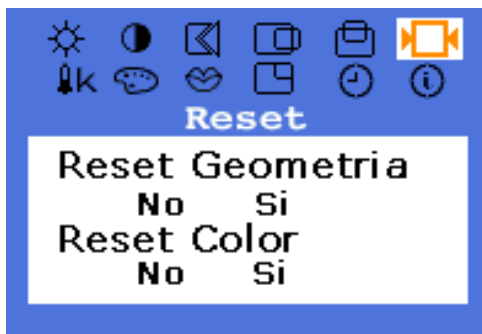 k
Reset
Reset Geometria
No Si
Reset Color
No Si